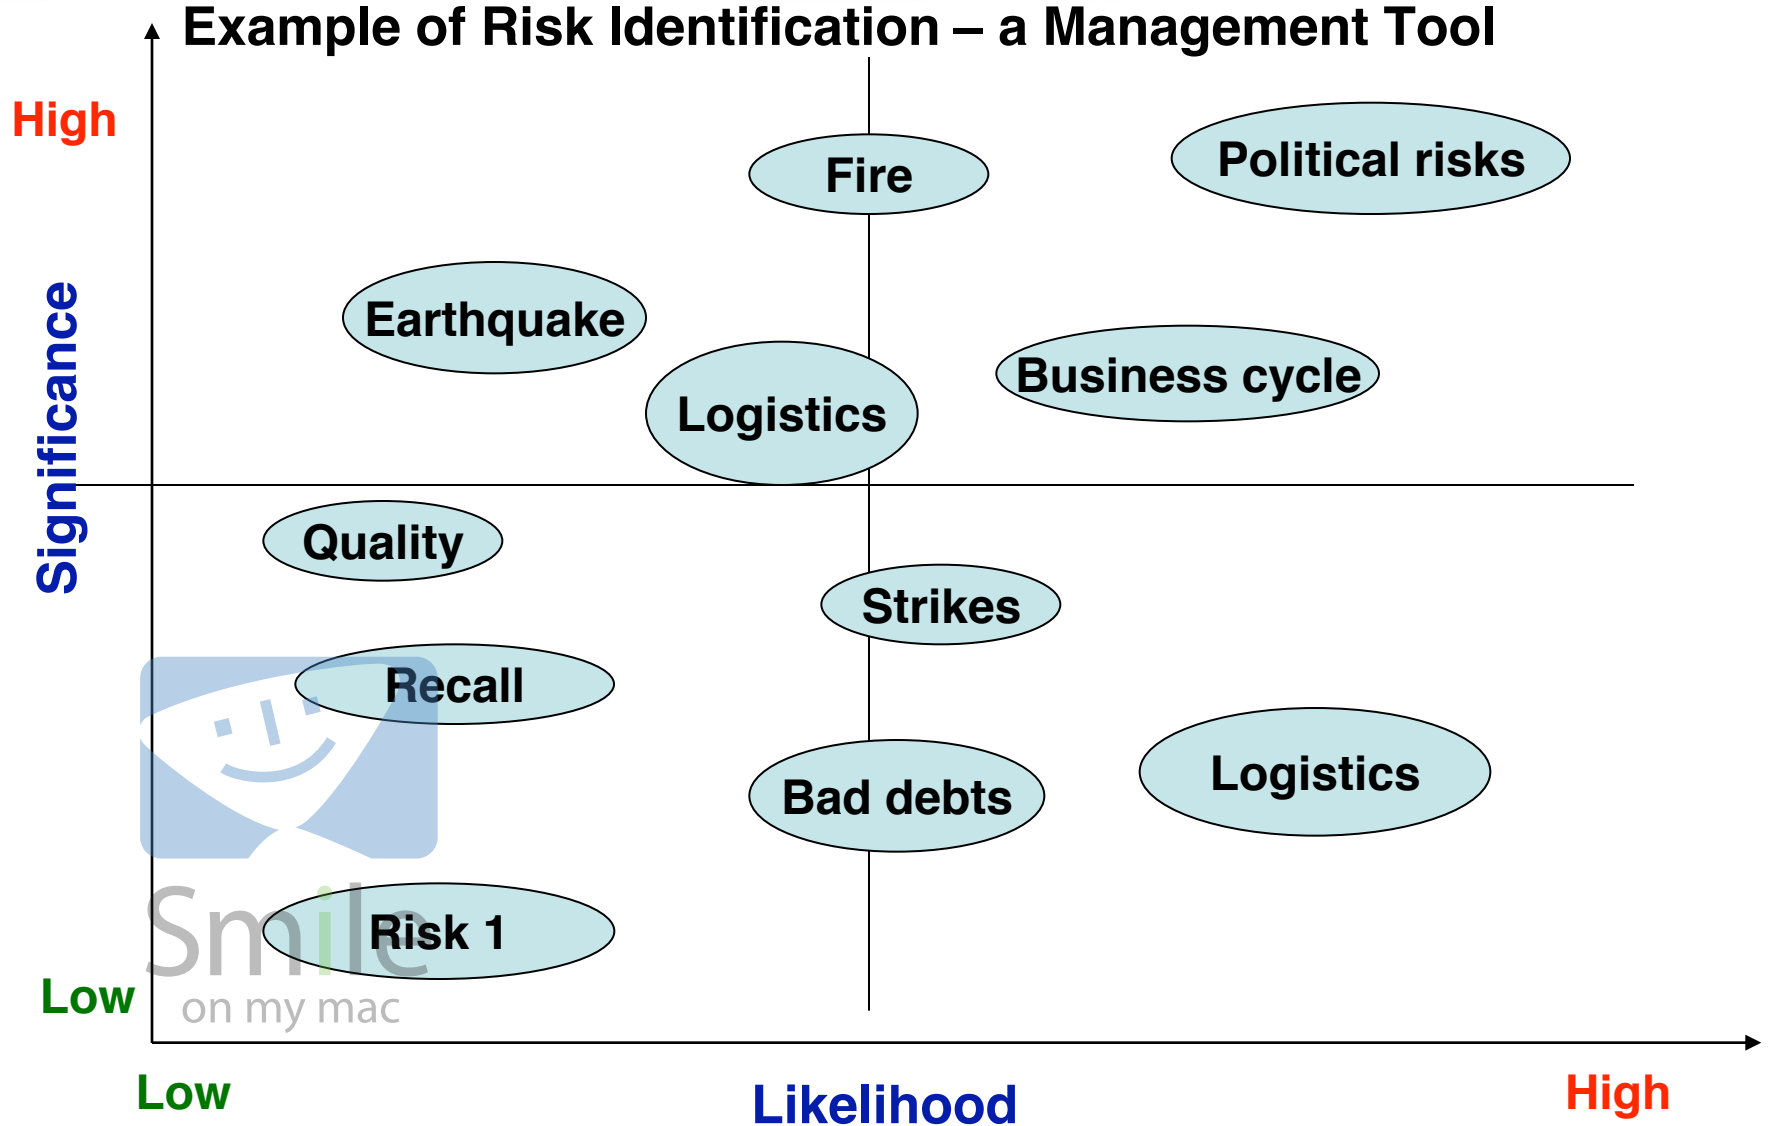 Example of Risk Identification – a Management Tool
High
Fire
Political risks
Earthquake
Business cycle
Logistics
Significance
Quality
Strikes
Recall
Logistics
Bad debts
Smile
Risk 1
Low
on my mac
Low
Likelihood
High